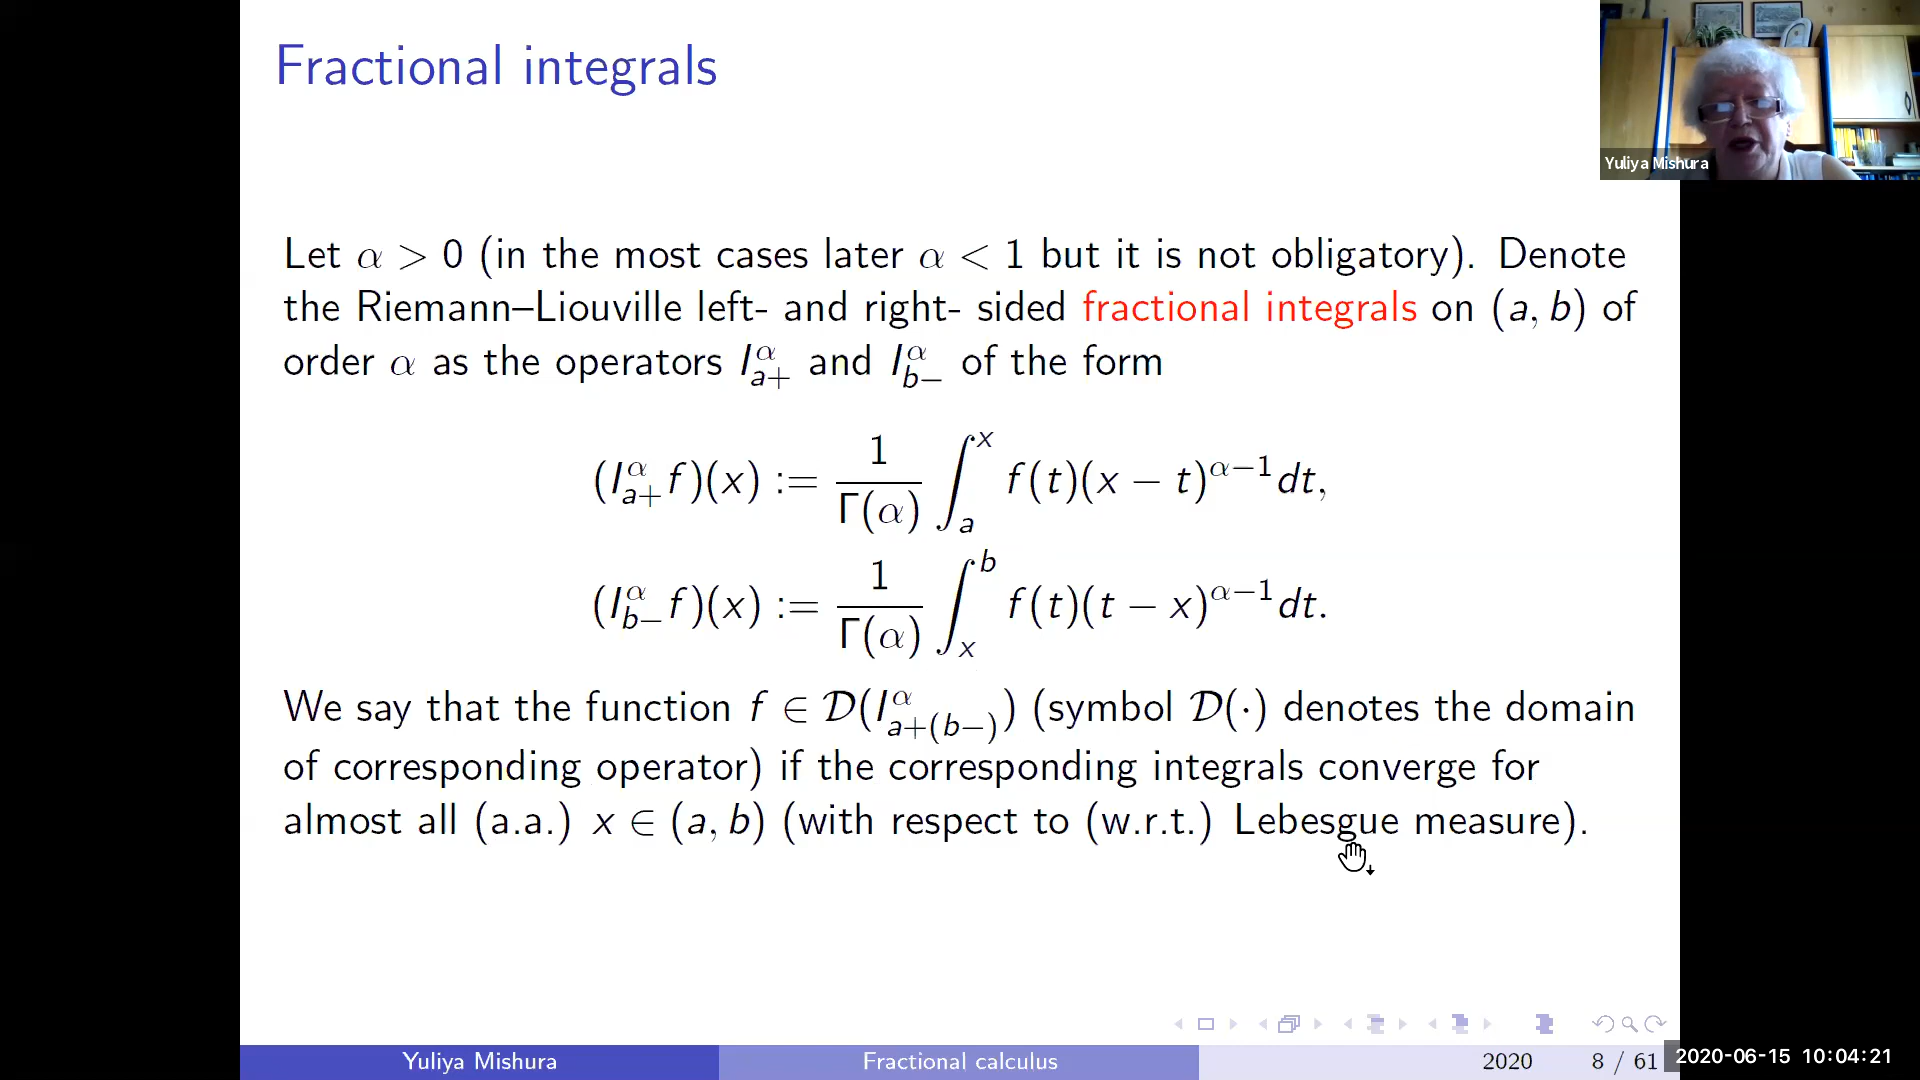 Fractional integrals
Yuliya Mishura
Let α > 0 (in the most cases later α < 1 but it is not obligatory). Denote
the Riemann–Liouville left- and right- sided fractional integrals on (a, b) of
order α as the operators I^α_{a+} and I^α_{b−} of the form
(I^α_{a+} f)(x) := \frac{1}{Γ(α)} ∫_a^x f(t)(x − t)^{α−1} dt,
(I^α_{b−} f)(x) := \frac{1}{Γ(α)} ∫_x^b f(t)(t − x)^{α−1} dt.
We say that the function f ∈ 𝒟(I^α_{a+(b−)}) (symbol 𝒟(·) denotes the domain
of corresponding operator) if the corresponding integrals converge for
almost all (a.a.) x ∈ (a, b) (with respect to (w.r.t.) Lebesgue measure).
Yuliya Mishura Fractional calculus 2020 8 / 61
2020-06-15 10:04:21